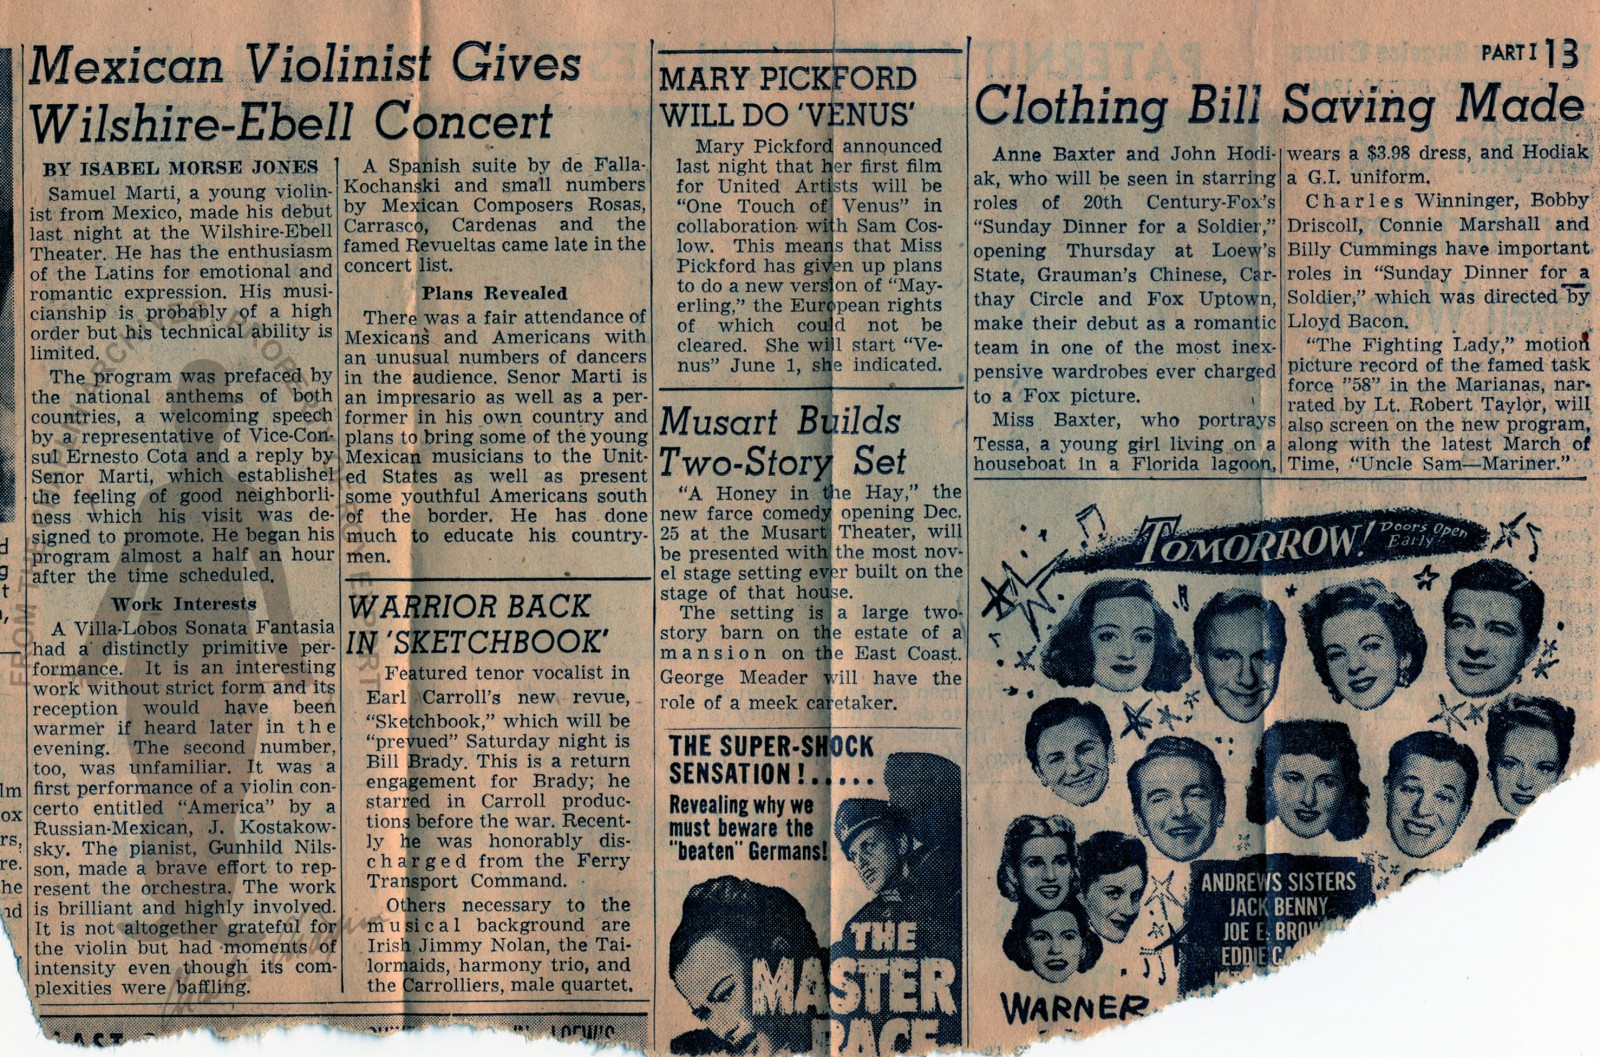 Mexican Violinist Gives
Wilshire-Ebell Concert
BY ISABEL MORSE JONES
Samuel Marti, a young violin-
ist from Mexico, made his debut
last night at the Wilshire-Ebell
Theater. He has the enthusiasm
of the Latins for emotional and
romantic expression. His musi-
cianship is probably of a high
order but his technical ability is
limited.
The program was prefaced by
the national anthems of both
countries, a welcoming speech
by a representative of Vice-Con-
sul Ernesto Cota and a reply by
Senor Marti, which establishel
the feeling of good neighborli-
ness which his visit was de-
signed to promote. He began his
program almost a half an hour
after the time scheduled.
Work Interests
A Villa-Lobos Sonata Fantasia
had a distinctly primitive per-
formance. It is an interesting
work without strict form and its
reception would have been
warmer if heard later in the
evening. The second number,
too, was unfamiliar. It was a
first performance of a violin con-
certo entitled "America" by a
Russian-Mexican, J. Kostakow-
sky. The pianist, Gunhild Nils-
son, made a brave effort to rep-
resent the orchestra. The work
is brilliant and highly involved.
It is not altogether grateful for
the violin but had moments of
intensity even though its com-
plexities were baffling.
A Spanish suite by de Falla-
Kochanski and small numbers
by Mexican Composers Rosas,
Carrasco, Cardenas and the
famed Revueltas came late in the
concert list.
Plans Revealed
There was a fair attendance of
Mexicans and Americans with
an unusual numbers of dancers
in the audience. Senor Marti is
an impresario as well as a per-
former in his own country and
plans to bring some of the young
Mexican musicians to the Unit-
ed States as well as present
some youthful Americans south
of the border. He has done
much to educate his country-
men.
WARRIOR BACK
IN 'SKETCHBOOK'
Featured tenor vocalist in
Earl Carroll's new revue,
"Sketchbook," which will be
"prevued" Saturday night is
Bill Brady. This is a return
engagement for Brady; he
starred in Carroll produc-
tions before the war. Recent-
ly he was honorably dis-
charged from the Ferry
Transport Command.
Others necessary to the
musical background are
Irish Jimmy Nolan, the Tai-
lormaids, harmony trio, and
the Carrolliers, male quartet.
MARY PICKFORD
WILL DO 'VENUS'
Mary Pickford announced
last night that her first film
for United Artists will be
"One Touch of Venus" in
collaboration with Sam Cos-
low. This means that Miss
Pickford has given up plans
to do a new version of "May-
erling," the European rights
of which could not be
cleared. She will start "Ve-
nus" June 1, she indicated.
Musart Builds
Two-Story Set
"A Honey in the Hay," the
new farce comedy opening Dec.
25 at the Musart Theater, will
be presented with the most nov-
el stage setting ever built on the
stage of that house.
The setting is a large two-
story barn on the estate of a
mansion on the East Coast.
George Meader will have the
role of a meek caretaker.
THE SUPER-SHOCK
SENSATION!.....
Revealing why we
must beware the
"beaten" Germans!
THE
MASTER
RACE
PART I 13
Clothing Bill Saving Made
Anne Baxter and John Hodi-
ak, who will be seen in starring
roles of 20th Century-Fox's
"Sunday Dinner for a Soldier,"
opening Thursday at Loew's
State, Grauman's Chinese, Car-
thay Circle and Fox Uptown,
make their debut as a romantic
team in one of the most inex-
pensive wardrobes ever charged
to a Fox picture.
Miss Baxter, who portrays
Tessa, a young girl living on a
houseboat in a Florida lagoon,
wears a $3.98 dress, and Hodiak
a G.I. uniform.
Charles Winninger, Bobby
Driscoll, Connie Marshall and
Billy Cummings have important
roles in "Sunday Dinner for a
Soldier," which was directed by
Lloyd Bacon.
"The Fighting Lady," motion
picture record of the famed task
force "58" in the Marianas, nar-
rated by Lt. Robert Taylor, will
also screen on the new program,
along with the latest March of
Time, "Uncle Sam—Mariner."
TOMORROW! Doors Open
Early
ANDREWS SISTERS
JACK BENNY
JOE E. BROW
EDDIE CA
WARNER
LOEW'S